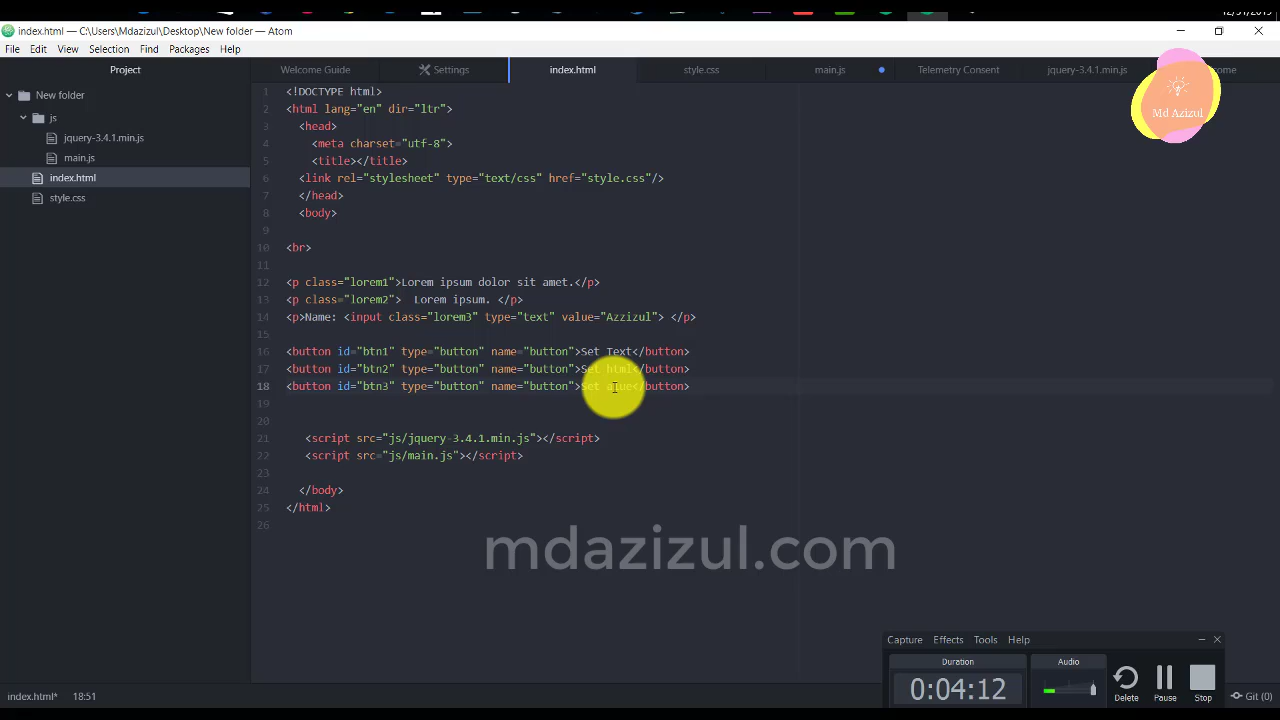 index.html — C:\Users\Mdazizul\Desktop\New folder — Atom
File Edit View Selection Find Packages Help
Project
Welcome Guide
Settings
index.html
style.css
main.js
Telemetry Consent
jquery-3.4.1.min.js
Md Azizul
New folder
js
jquery-3.4.1.min.js
main.js
index.html
style.css
1 <!DOCTYPE html>
2 <html lang="en" dir="ltr">
3 <head>
4 <meta charset="utf-8">
5 <title></title>
6 <link rel="stylesheet" type="text/css" href="style.css"/>
7 </head>
8 <body>
9
10 <br>
11
12 <p class="lorem1">Lorem ipsum dolor sit amet.</p>
13 <p class="lorem2">  Lorem ipsum. </p>
14 <p>Name: <input class="lorem3" type="text" value="Azzizul"> </p>
15
16 <button id="btn1" type="button" name="button">Set Text</button>
17 <button id="btn2" type="button" name="button">Set html</button>
18 <button id="btn3" type="button" name="button">Set alue</button>
19
20
21 <script src="js/jquery-3.4.1.min.js"></script>
22 <script src="js/main.js"></script>
23
24 </body>
25 </html>
26
mdazizul.com
Capture Effects Tools Help
Duration
Audio
0:04:12
Delete
Pause
Stop
index.html* 18:51
Git (0)